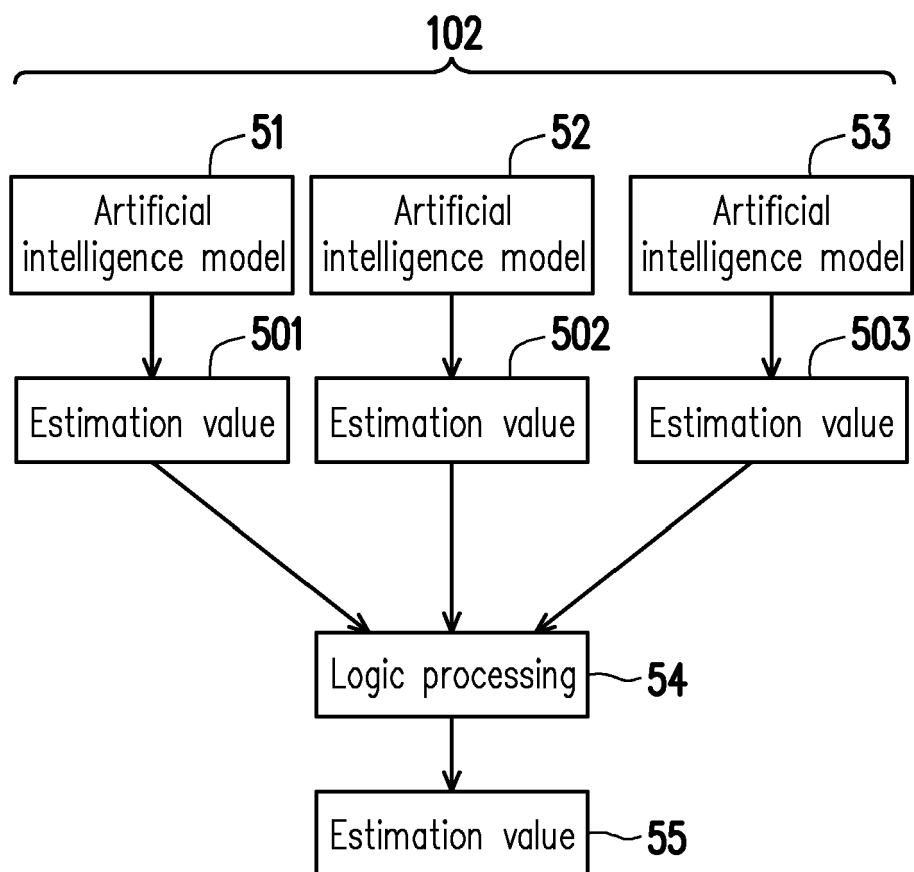 102
51
52
53
Artificial
intelligence model
Artificial
intelligence model
Artificial
intelligence model
501
502
503
Estimation value
Estimation value
Estimation value
Logic processing
54
Estimation value
55